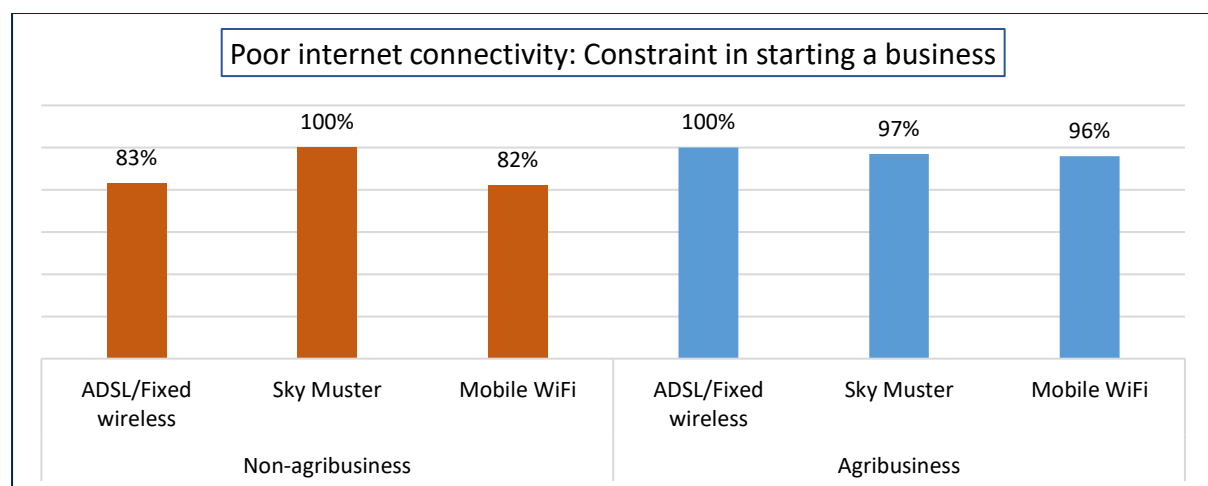 Poor internet connectivity: Constraint in starting a business
83%
100%
82%
100%
97%
96%
ADSL/Fixed
wireless
Sky Muster
Mobile WiFi
ADSL/Fixed
wireless
Sky Muster
Mobile WiFi
Non-agribusiness
Agribusiness